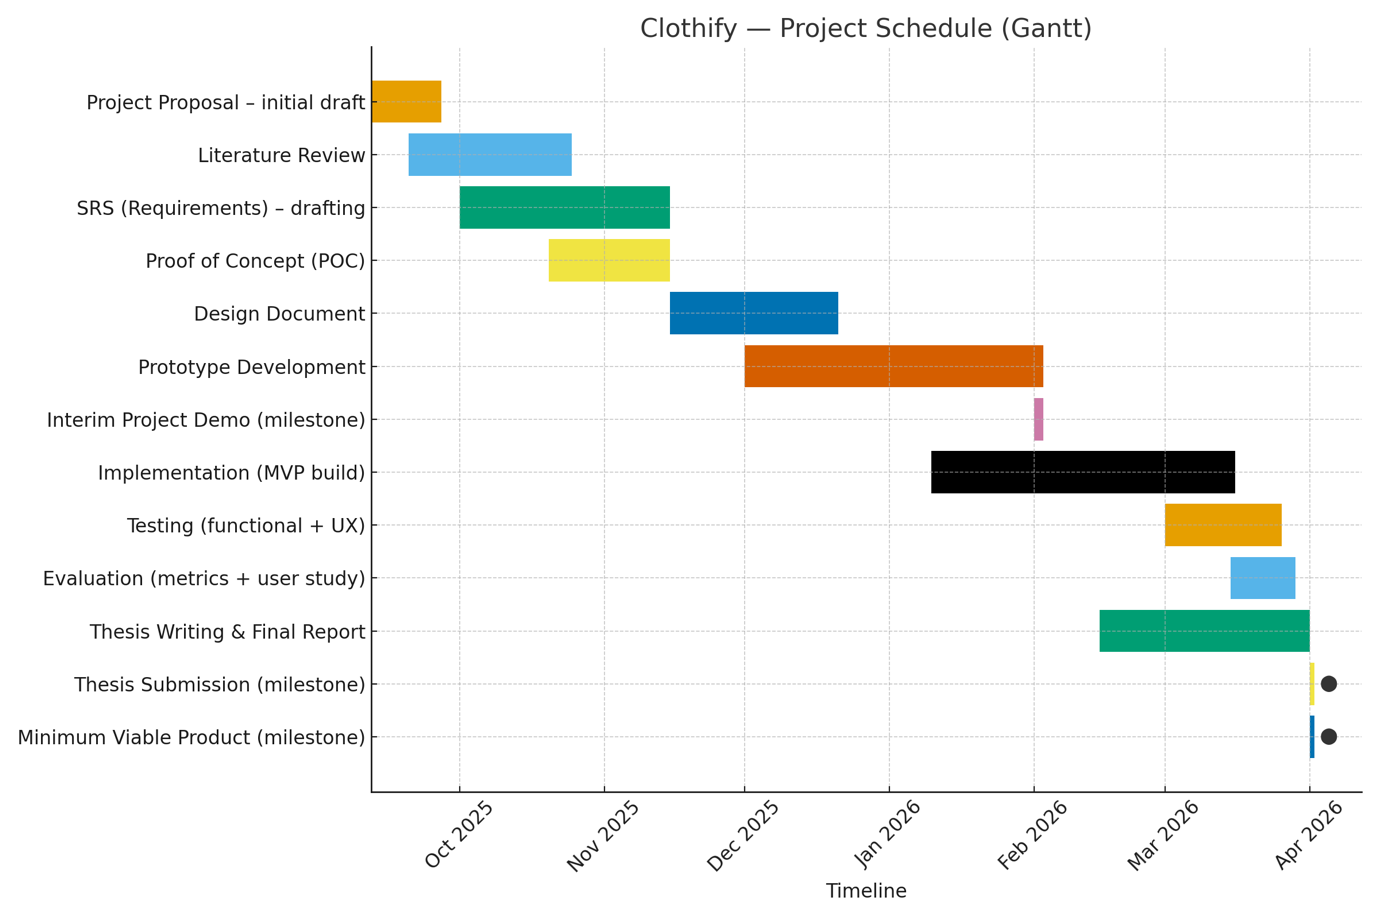 Clothify — Project Schedule (Gantt)
Project Proposal – initial draft
Literature Review
SRS (Requirements) – drafting
Proof of Concept (POC)
Design Document
Prototype Development
Interim Project Demo (milestone)
Implementation (MVP build)
Testing (functional + UX)
Evaluation (metrics + user study)
Thesis Writing & Final Report
Thesis Submission (milestone)
Minimum Viable Product (milestone)
Oct 2025
Nov 2025
Dec 2025
Jan 2026
Feb 2026
Mar 2026
Apr 2026
Timeline